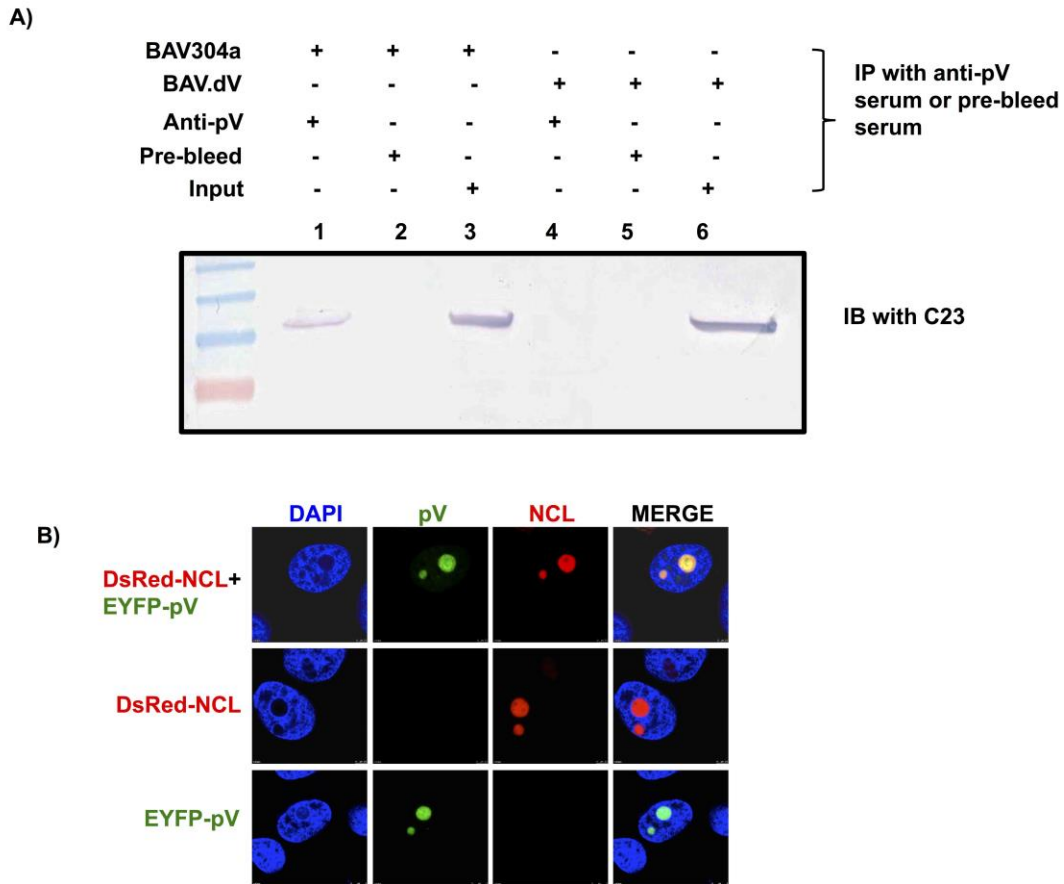 A)
BAV304a + + + - - -
BAV.dV - - - + + +
Anti-pV + - - + - -
Pre-bleed - + - - + -
Input - - + - - +
IP with anti-pV
serum or pre-bleed
serum
1 2 3 4 5 6
IB with C23
B)
DAPI pV NCL MERGE
DsRed-NCL+
EYFP-pV
DsRed-NCL
EYFP-pV